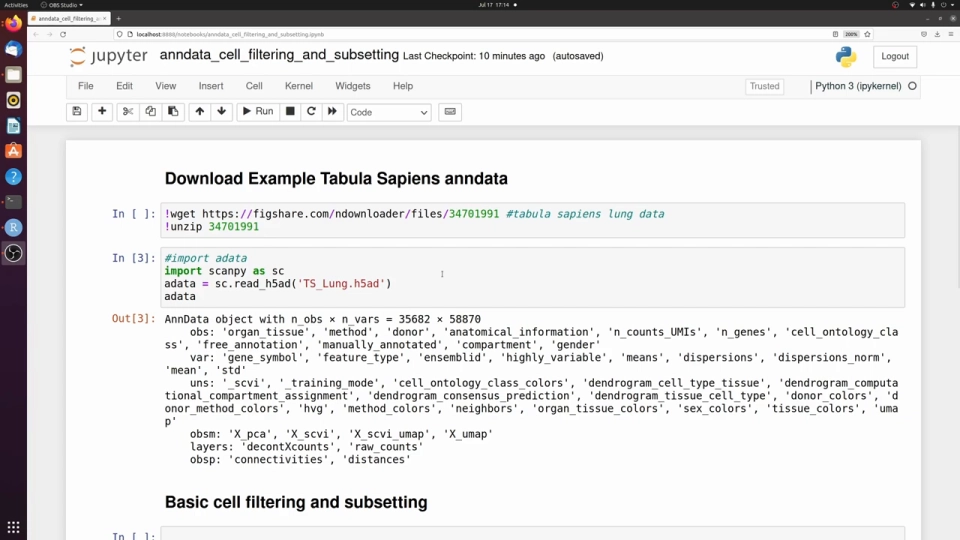 Activities OBS Studio Jul 17 17:14
anndata_cell_filtering_
localhost:8888/notebooks/anndata_cell_filtering_and_subsetting.ipynb 200%
jupyter anndata_cell_filtering_and_subsetting Last Checkpoint: 10 minutes ago (autosaved) Logout
File Edit View Insert Cell Kernel Widgets Help Trusted Python 3 (ipykernel)
Run Code
Download Example Tabula Sapiens anndata
In [ ]: !wget https://figshare.com/ndownloader/files/34701991 #tabula sapiens lung data
!unzip 34701991
In [3]: #import adata
import scanpy as sc
adata = sc.read_h5ad('TS_Lung.h5ad')
adata
Out[3]: AnnData object with n_obs × n_vars = 35682 × 58870
obs: 'organ_tissue', 'method', 'donor', 'anatomical_information', 'n_counts_UMIs', 'n_genes', 'cell_ontology_cla
ss', 'free_annotation', 'manually_annotated', 'compartment', 'gender'
var: 'gene_symbol', 'feature_type', 'ensemblid', 'highly_variable', 'means', 'dispersions', 'dispersions_norm',
'mean', 'std'
uns: '_scvi', '_training_mode', 'cell_ontology_class_colors', 'dendrogram_cell_type_tissue', 'dendrogram_computa
tional_compartment_assignment', 'dendrogram_consensus_prediction', 'dendrogram_tissue_cell_type', 'donor_colors', 'd
onor_method_colors', 'hvg', 'method_colors', 'neighbors', 'organ_tissue_colors', 'sex_colors', 'tissue_colors', 'uma
p'
obsm: 'X_pca', 'X_scvi', 'X_scvi_umap', 'X_umap'
layers: 'decontXcounts', 'raw_counts'
obsp: 'connectivities', 'distances'
Basic cell filtering and subsetting
In [ ]: